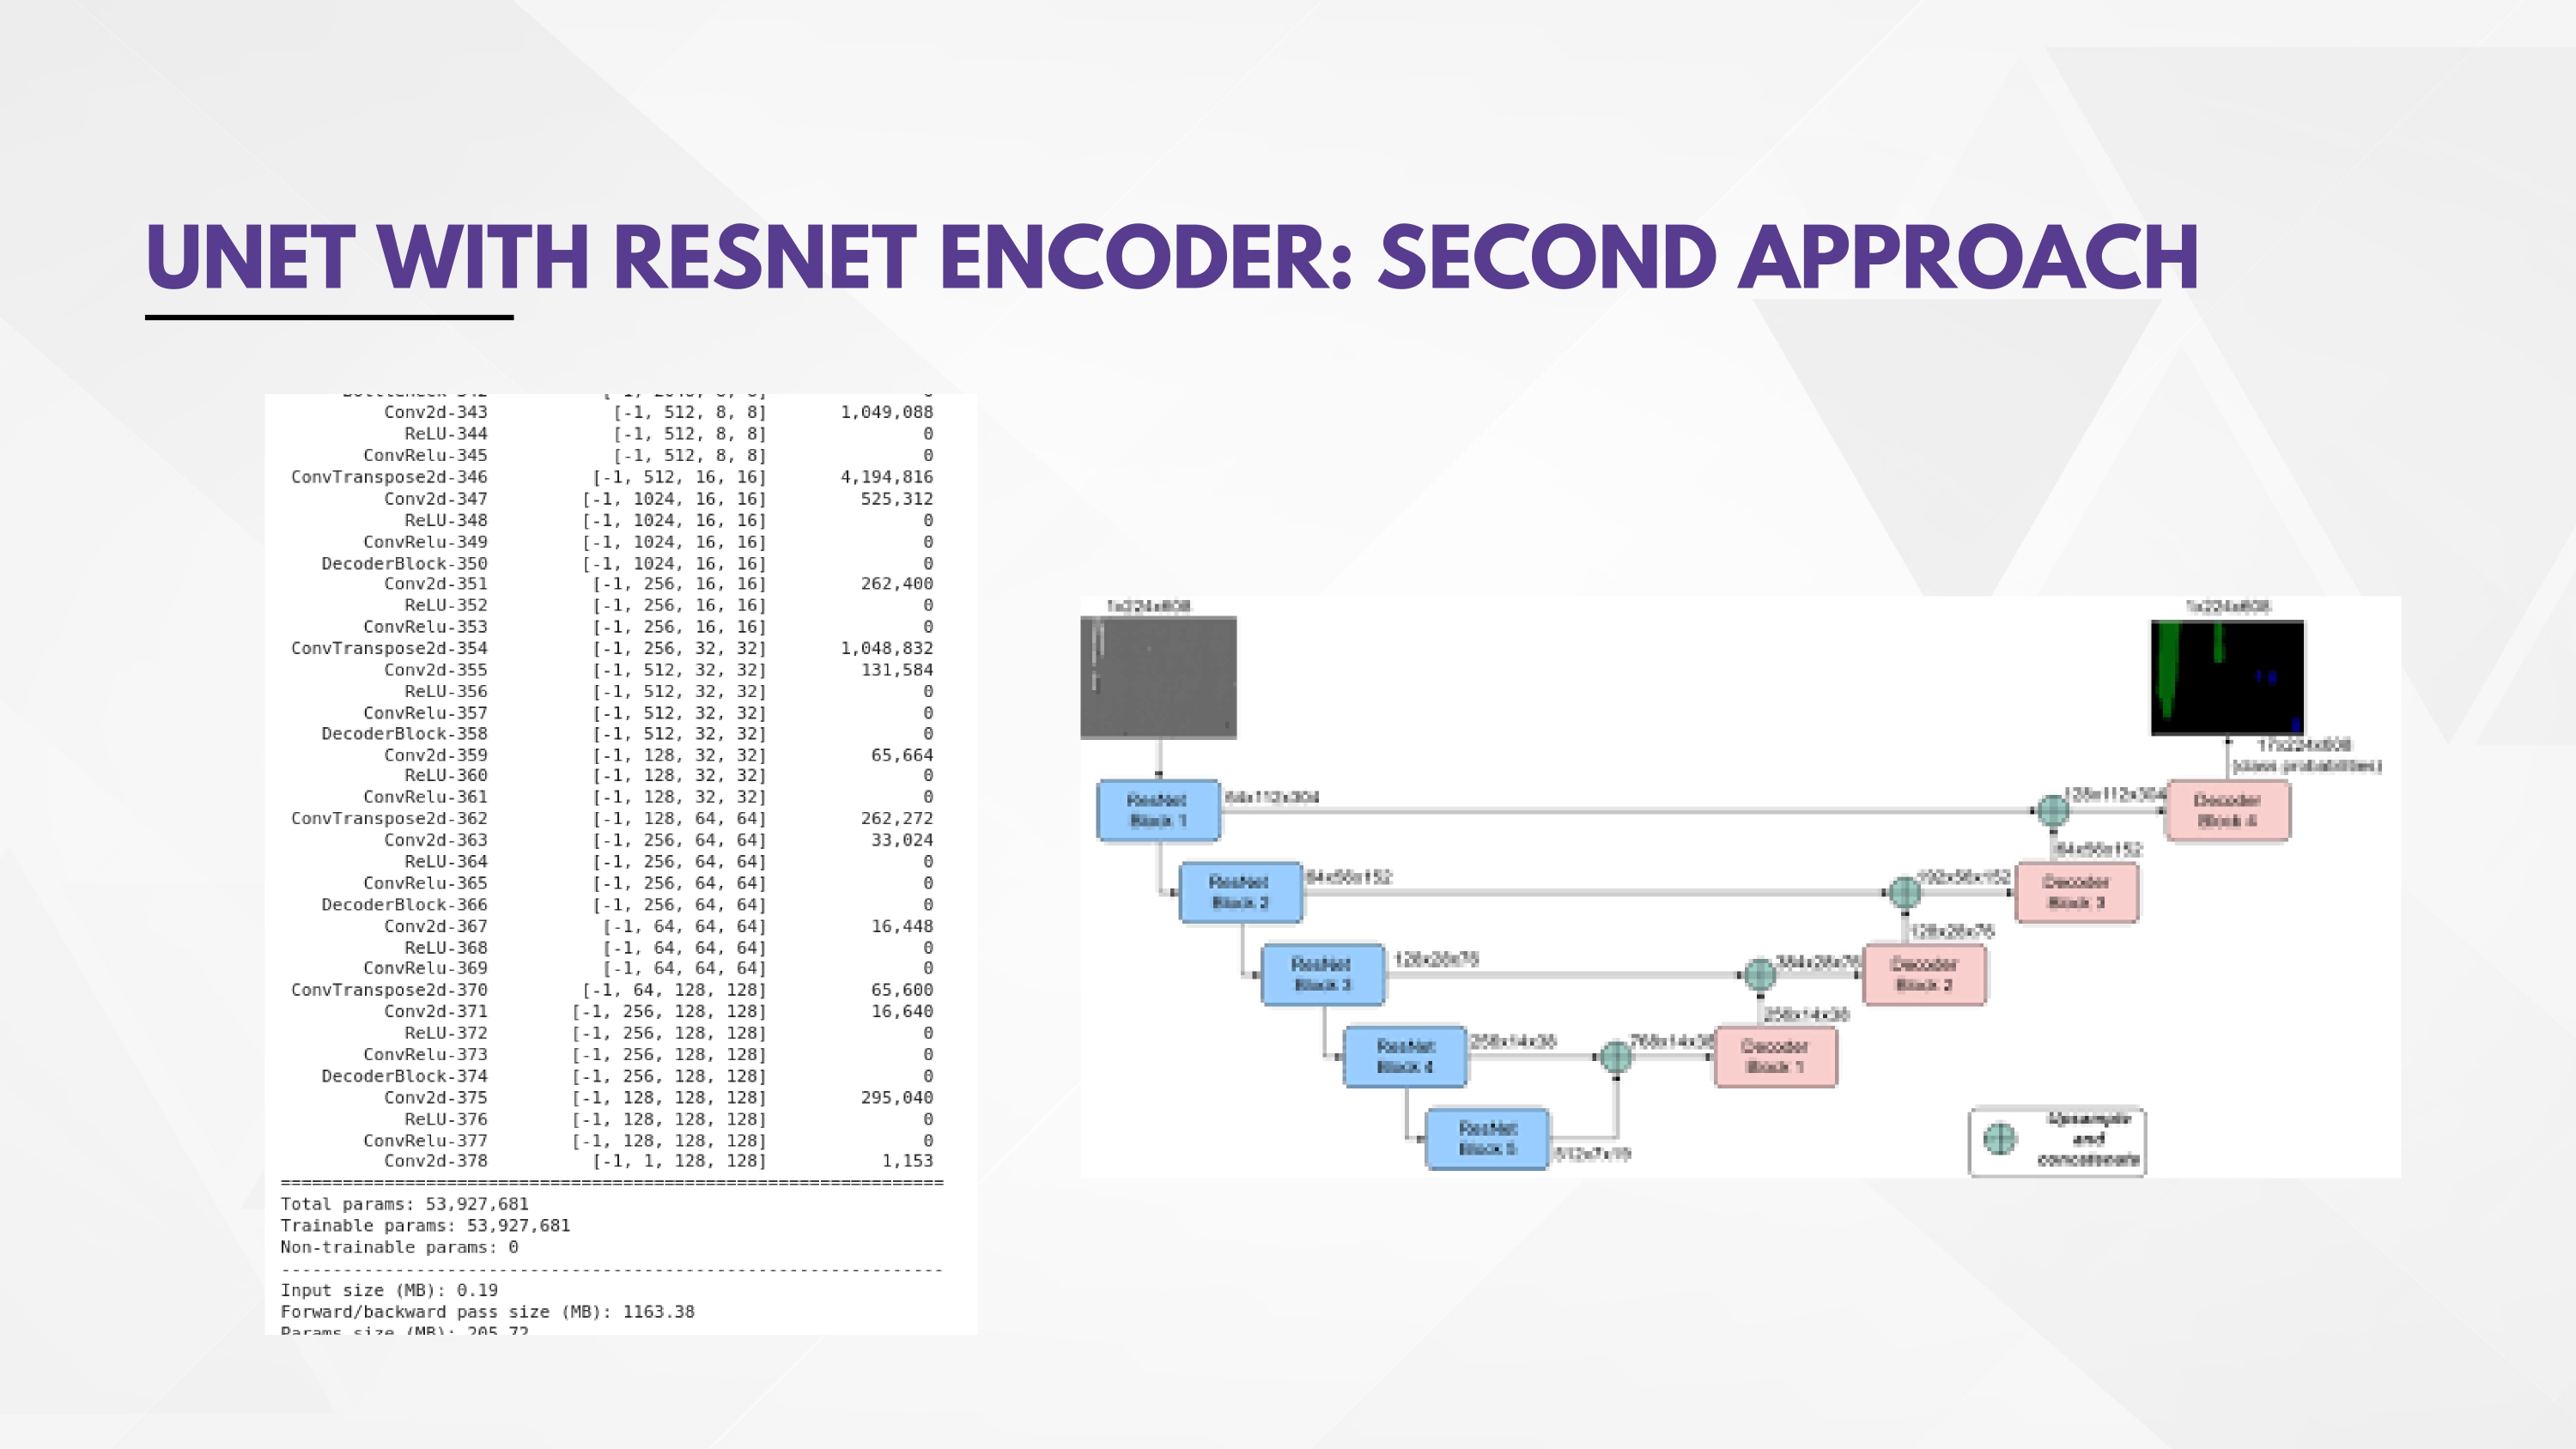 UNET WITH RESNET ENCODER: SECOND APPROACH
Conv2d-343 [-1, 512, 8, 8] 1,049,088
ReLU-344 [-1, 512, 8, 8] 0
ConvRelu-345 [-1, 512, 8, 8] 0
ConvTranspose2d-346 [-1, 512, 16, 16] 4,194,816
Conv2d-347 [-1, 1024, 16, 16] 525,312
ReLU-348 [-1, 1024, 16, 16] 0
ConvRelu-349 [-1, 1024, 16, 16] 0
DecoderBlock-350 [-1, 1024, 16, 16] 0
Conv2d-351 [-1, 256, 16, 16] 262,400
ReLU-352 [-1, 256, 16, 16] 0
ConvRelu-353 [-1, 256, 16, 16] 0
ConvTranspose2d-354 [-1, 256, 32, 32] 1,048,832
Conv2d-355 [-1, 512, 32, 32] 131,584
ReLU-356 [-1, 512, 32, 32] 0
ConvRelu-357 [-1, 512, 32, 32] 0
DecoderBlock-358 [-1, 512, 32, 32] 0
Conv2d-359 [-1, 128, 32, 32] 65,664
ReLU-360 [-1, 128, 32, 32] 0
ConvRelu-361 [-1, 128, 32, 32] 0
ConvTranspose2d-362 [-1, 128, 64, 64] 262,272
Conv2d-363 [-1, 256, 64, 64] 33,024
ReLU-364 [-1, 256, 64, 64] 0
ConvRelu-365 [-1, 256, 64, 64] 0
DecoderBlock-366 [-1, 256, 64, 64] 0
Conv2d-367 [-1, 64, 64, 64] 16,448
ReLU-368 [-1, 64, 64, 64] 0
ConvRelu-369 [-1, 64, 64, 64] 0
ConvTranspose2d-370 [-1, 64, 128, 128] 65,600
Conv2d-371 [-1, 256, 128, 128] 16,640
ReLU-372 [-1, 256, 128, 128] 0
ConvRelu-373 [-1, 256, 128, 128] 0
DecoderBlock-374 [-1, 256, 128, 128] 0
Conv2d-375 [-1, 128, 128, 128] 295,040
ReLU-376 [-1, 128, 128, 128] 0
ConvRelu-377 [-1, 128, 128, 128] 0
Conv2d-378 [-1, 1, 128, 128] 1,153
Total params: 53,927,681
Trainable params: 53,927,681
Non-trainable params: 0
Input size (MB): 0.19
Forward/backward pass size (MB): 1163.38
Params size (MB): 205.72
1x224x608
1x224x608
17x224x608
(class probabilities)
ResNet
Block 1
64x112x304
128x112x304
Decoder
Block 4
64x56x152
ResNet
Block 2
64x56x152
192x56x152
Decoder
Block 3
128x28x76
ResNet
Block 3
128x28x76
384x28x76
Decoder
Block 2
256x14x38
ResNet
Block 4
256x14x38
768x14x38
Decoder
Block 1
ResNet
Block 5
512x7x19
Upsample
and
concatenate